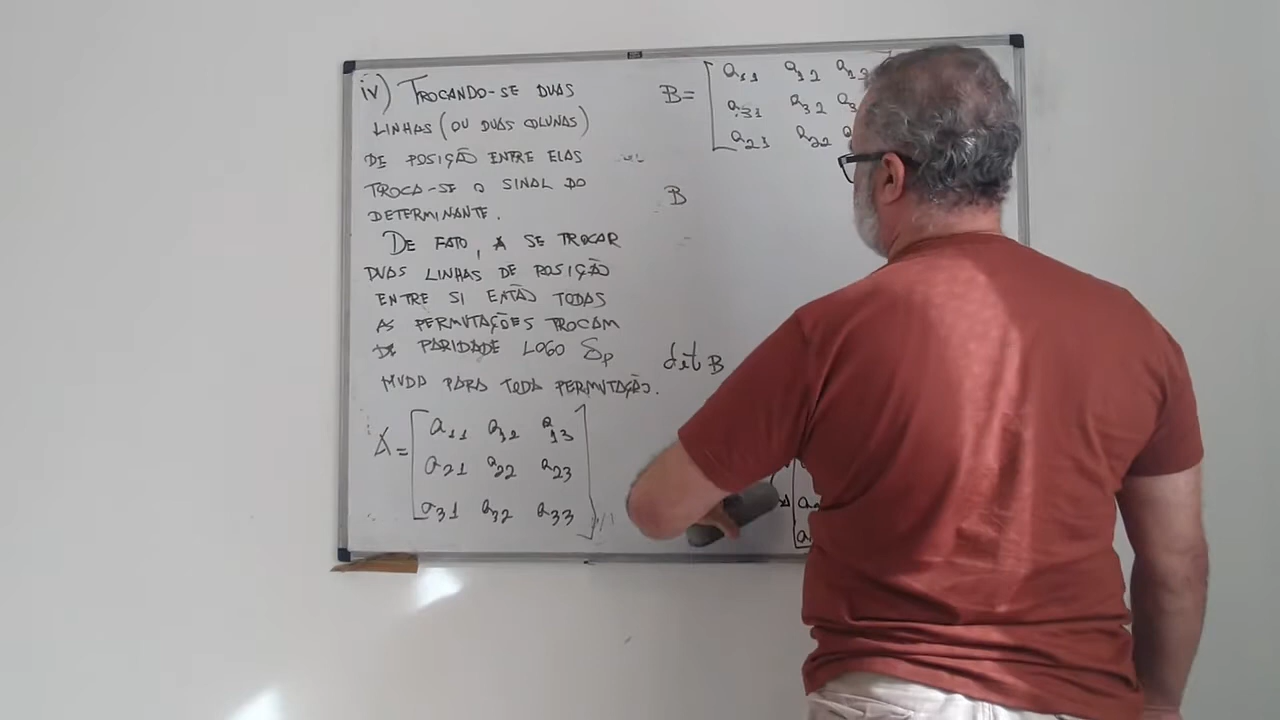 iv) TROCANDO-SE DUAS
LINHAS (OU DUAS COLUNAS)
DE POSIÇÃO ENTRE ELAS
TROCA-SE O SINAL DO
DETERMINANTE.
DE FATO, SE TROCAR
DUAS LINHAS DE POSIÇÃO
ENTRE SI ENTÃO TODAS
AS PERMUTAÇÕES TROCAM
DE PARIDADE LOGO
MUDA PARA TODA PERMUTAÇÃO.
A= a11 a12 a13
a21 a22 a23
a31 a32 a33
B= a11 a12
a31 a32
a23 a22
B
det B